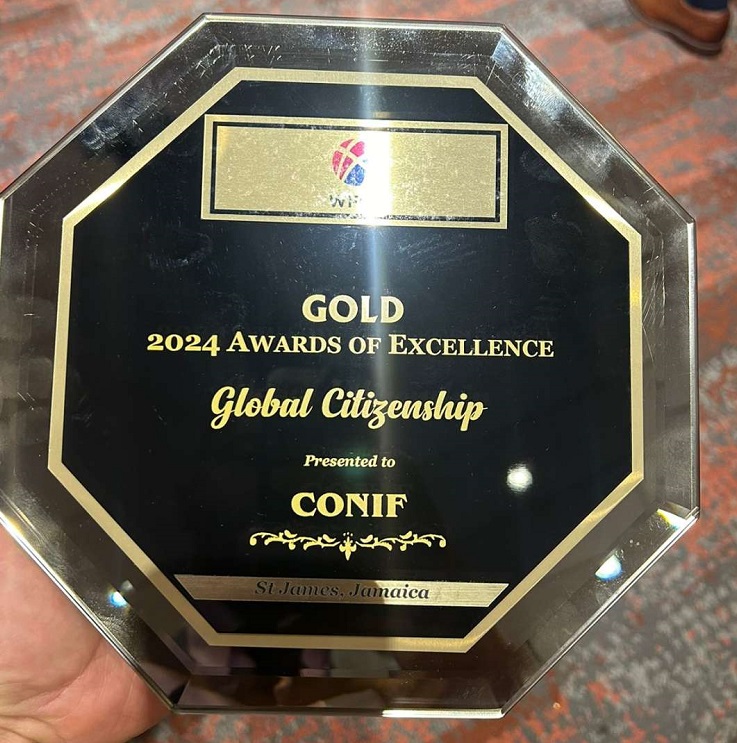 GOLD
2024 AWARDS OF EXCELLENCE
Global Citizenship
Presented to
CONIF
St James, Jamaica